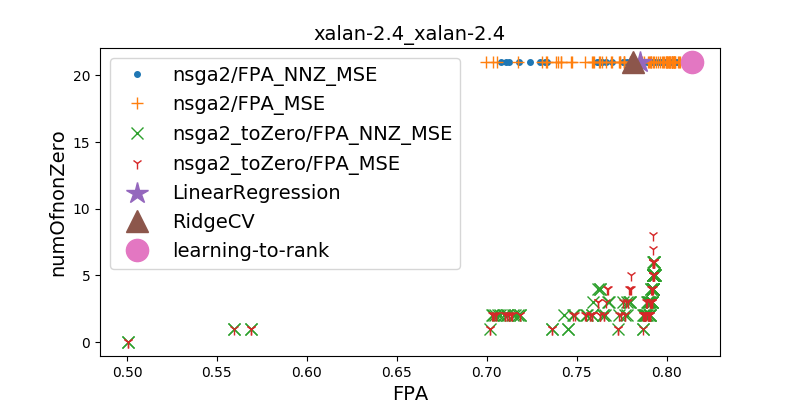 xalan-2.4_xalan-2.4
numOfnonZero
20
15
10
5
0
nsga2/FPA_NNZ_MSE
nsga2/FPA_MSE
nsga2_toZero/FPA_NNZ_MSE
nsga2_toZero/FPA_MSE
LinearRegression
RidgeCV
learning-to-rank
0.50 0.55 0.60 0.65 0.70 0.75 0.80
FPA